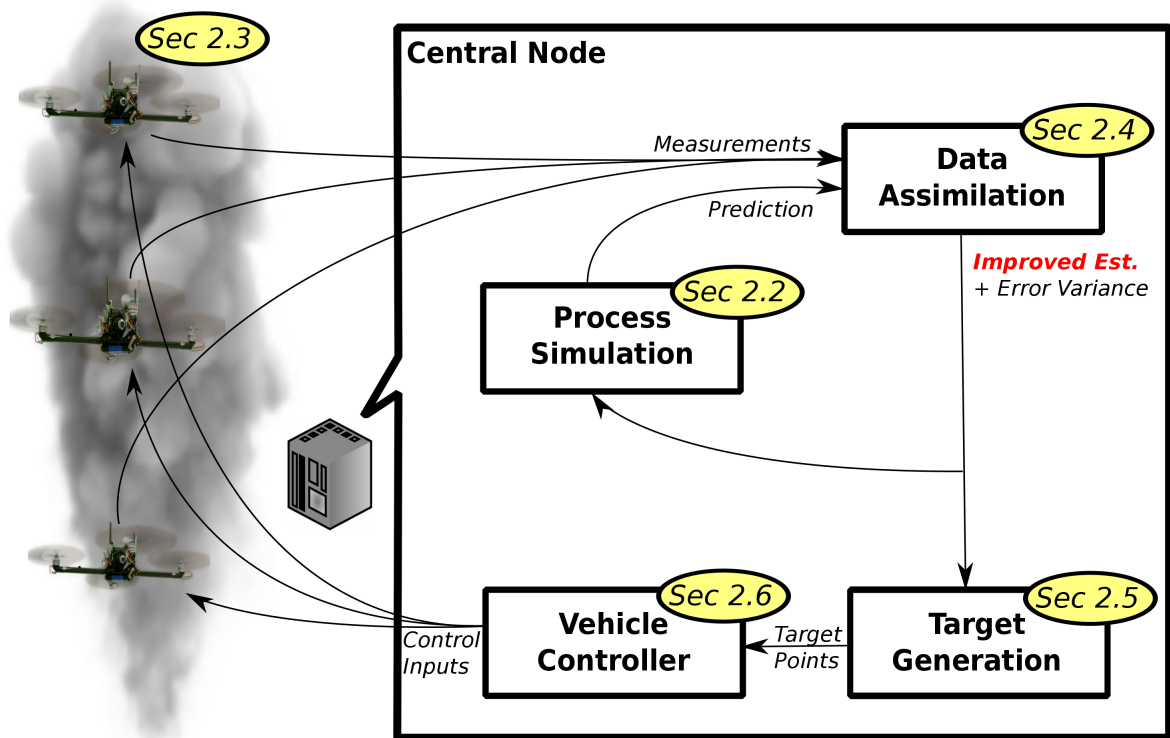 Sec 2.3
Central Node
Measurements
Sec 2.4
Data
Assimilation
Prediction
Improved Est.
+ Error Variance
Sec 2.2
Process
Simulation
Sec 2.6
Vehicle
Controller
Control
Inputs
Target
Points
Sec 2.5
Target
Generation